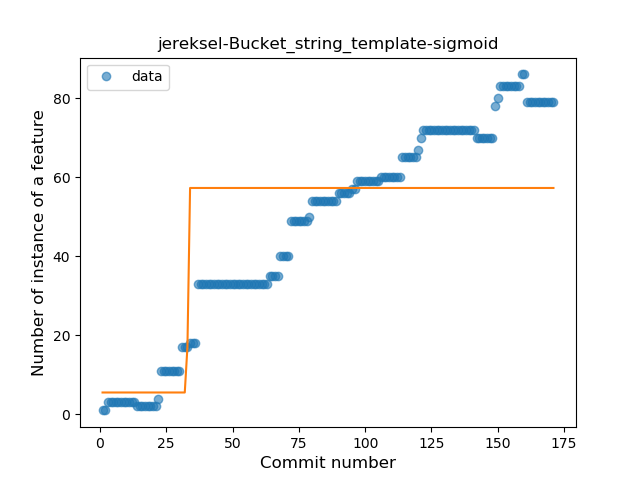 jereksel-Bucket_string_template-sigmoid
data
Number of instance of a feature
80
60
40
20
0
0 25 50 75 100 125 150 175
Commit number